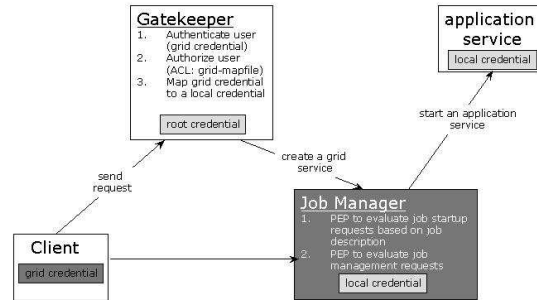 Gatekeeper
1. Authenticate user
(grid credential)
2. Authorize user
(ACL: grid-mapfile)
3. Map grid credential
to a local credential
root credential
application
service
local credential
start an application
service
send
request
create a grid
service
Job Manager
1. PEP to evaluate job startup
requests based on job
description
2. PEP to evaluate job
management requests
local credential
Client
grid credential